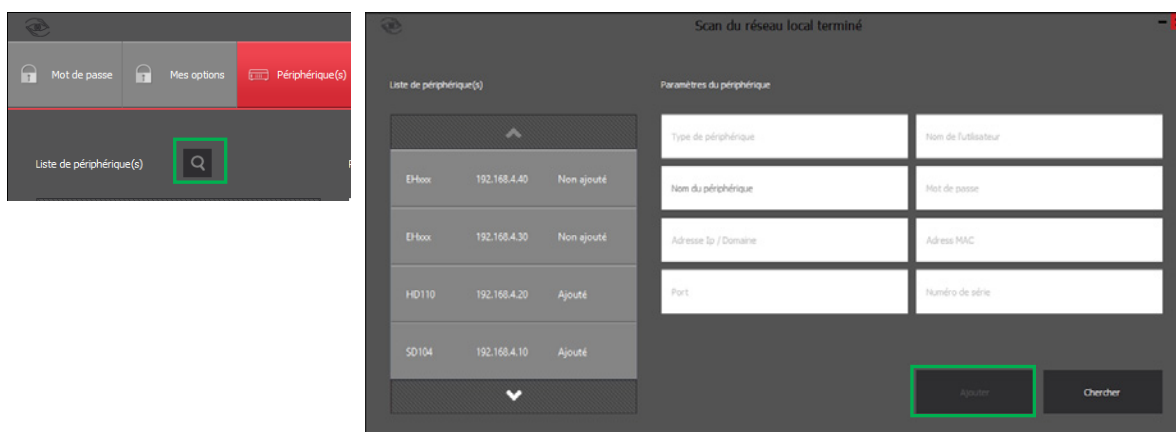 Mot de passe
Mes options
Périphérique(s)
Liste de périphérique(s)
Scan du réseau local terminé
Liste de périphérique(s)
EHxxx 192.168.4.40 Non ajouté
EHxxx 192.168.4.30 Non ajouté
HD110 192.168.4.20 Ajouté
SD104 192.168.4.10 Ajouté
Paramètres du périphérique
Type de périphérique
Nom de l'utilisateur
Nom du périphérique
Mot de passe
Adresse Ip / Domaine
Adress MAC
Port
Numéro de série
Ajouter
Chercher